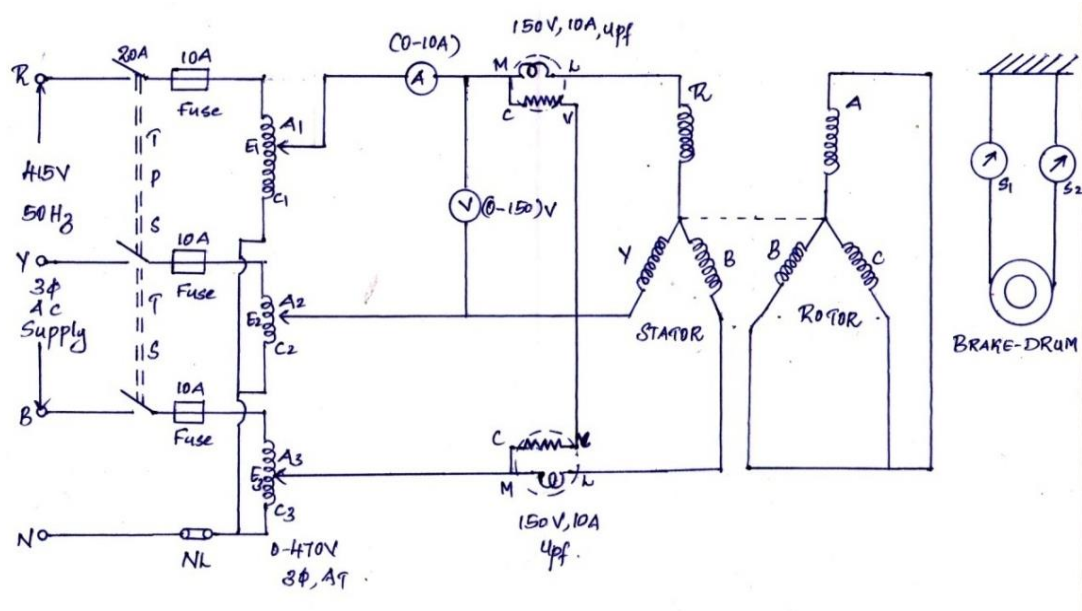 150V, 10A, upf
(0-10A)
20A
10A
R
M
L
Fuse
C
V
R
A
A1
E1
T
P
S
415V
50 Hz
C1
S1
S2
V
(0-150)V
10A
Y
Fuse
3φ
AC
Supply
T
S
A2
E2
C2
Y
B
B
C
STATOR
ROTOR
BRAKE-DRUM
10A
B
Fuse
A3
E3
C3
C
V
M
L
150V, 10A
upf.
N
NL
0-470V
3φ, AT.
A